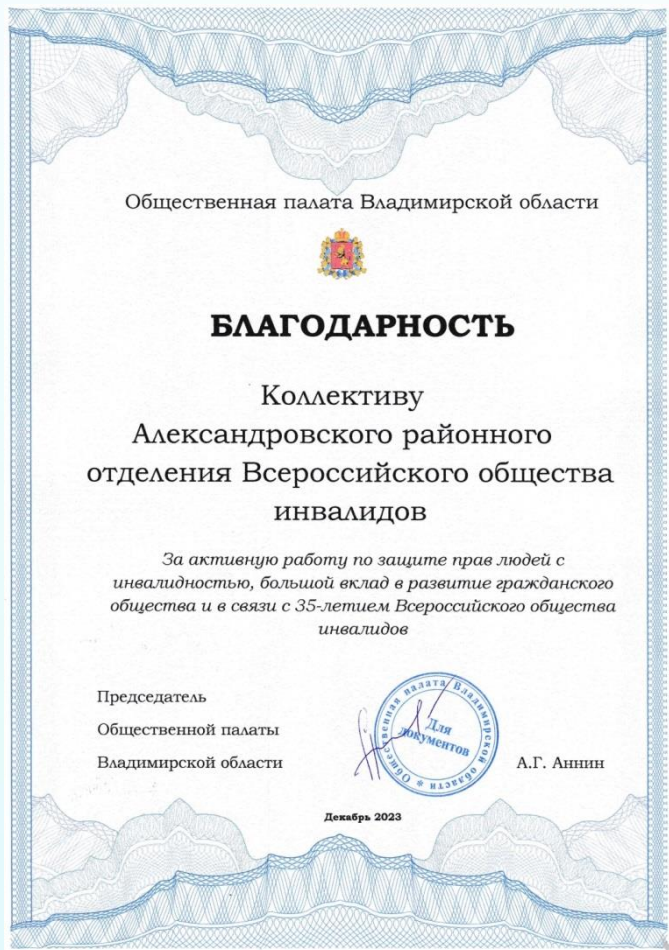 Общественная палата Владимирской области
БЛАГОДАРНОСТЬ
Коллективу
Александровского районного
отделения Всероссийского общества
инвалидов
За активную работу по защите прав людей с
инвалидностью, большой вклад в развитие гражданского
общества и в связи с 35-летием Всероссийского общества
инвалидов
Председатель
Общественной палаты
Владимирской области
Общественная палата Владимирской области *
Для
документов
А.Г. Аннин
Декабрь 2023